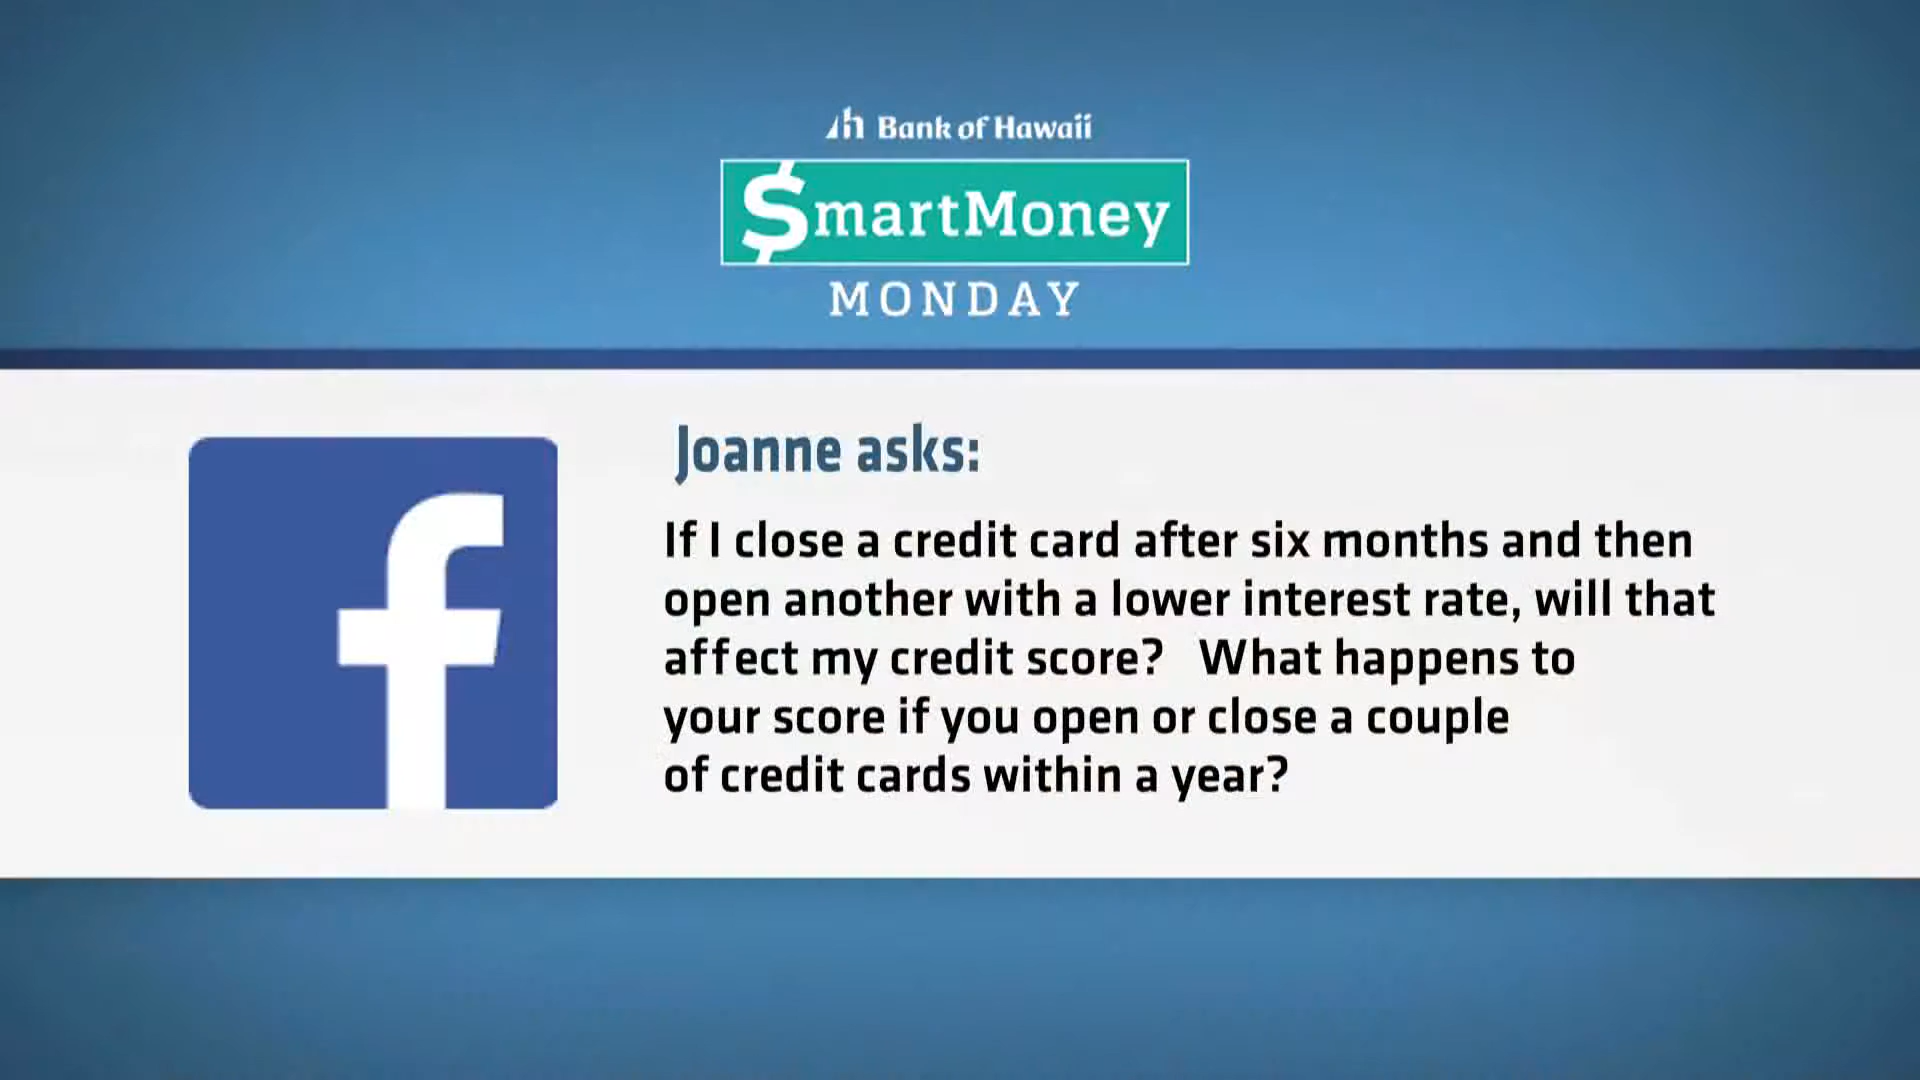 Bank of Hawaii
$martMoney
MONDAY
Joanne asks:
If I close a credit card after six months and then
open another with a lower interest rate, will that
affect my credit score?   What happens to
your score if you open or close a couple
of credit cards within a year?